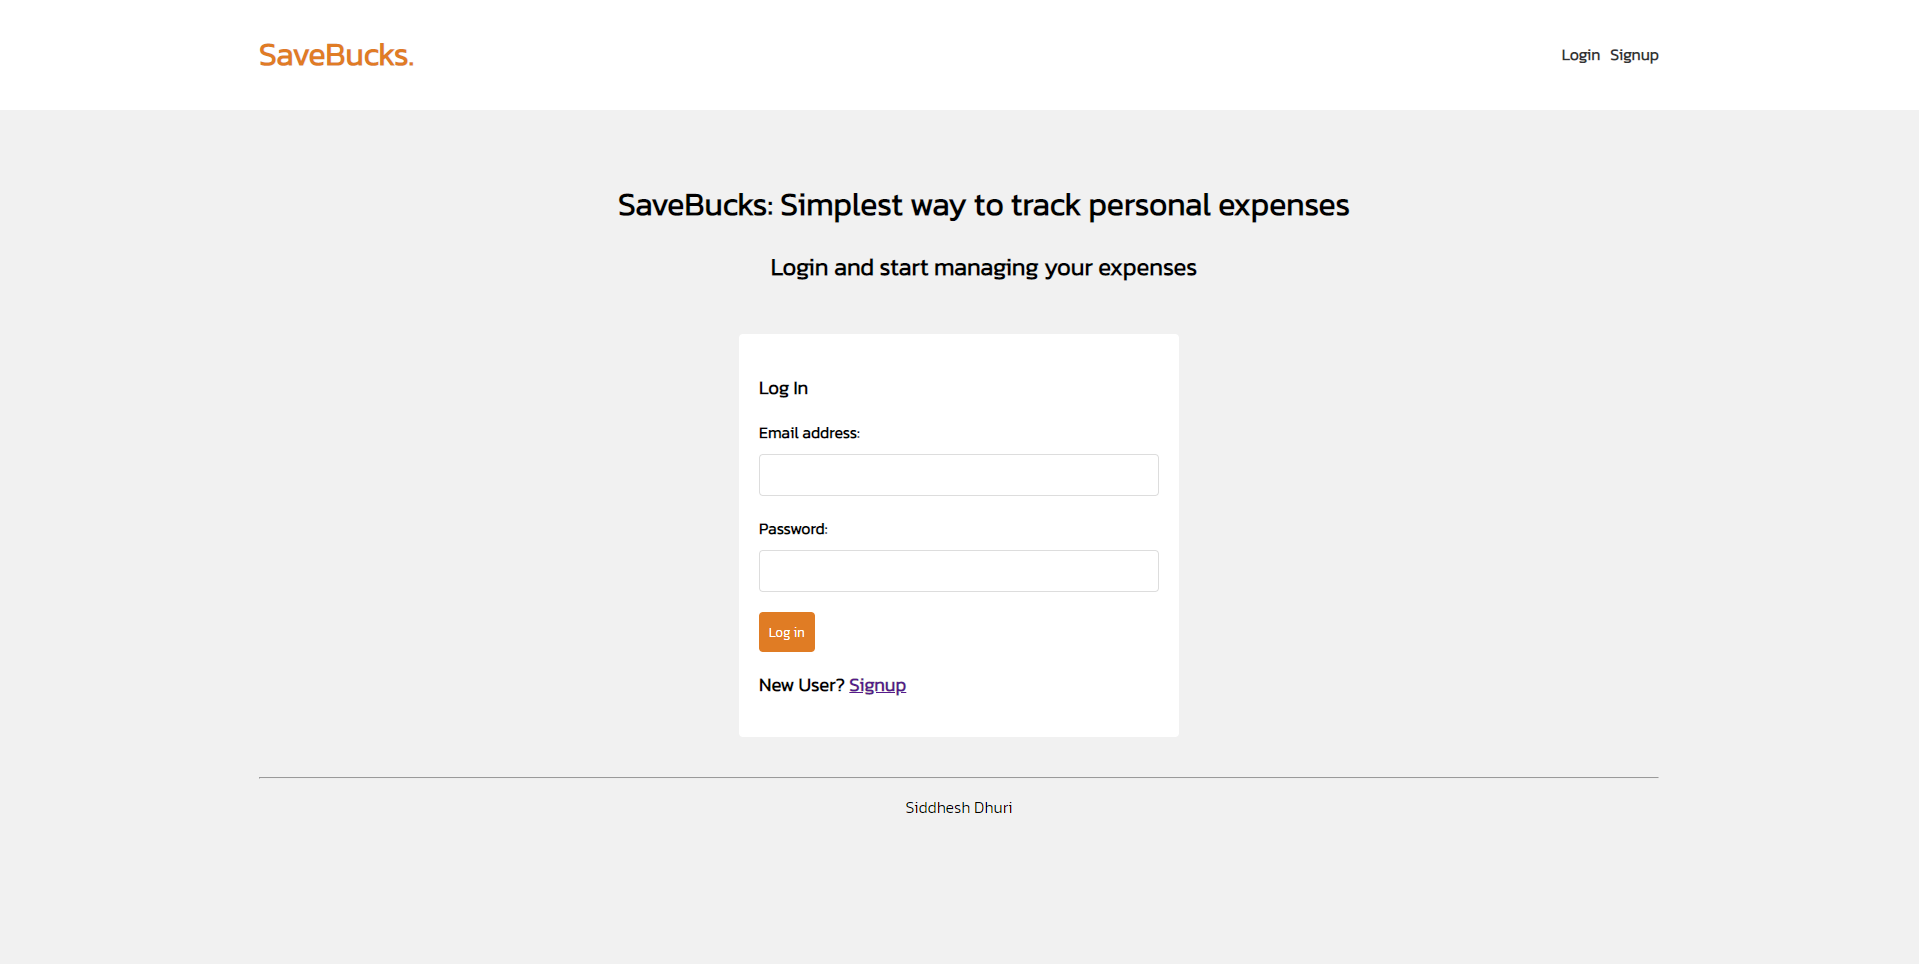 SaveBucks.
Login Signup
SaveBucks: Simplest way to track personal expenses
Login and start managing your expenses
Log In
Email address:
Password:
Log in
New User? Signup
Siddhesh Dhuri